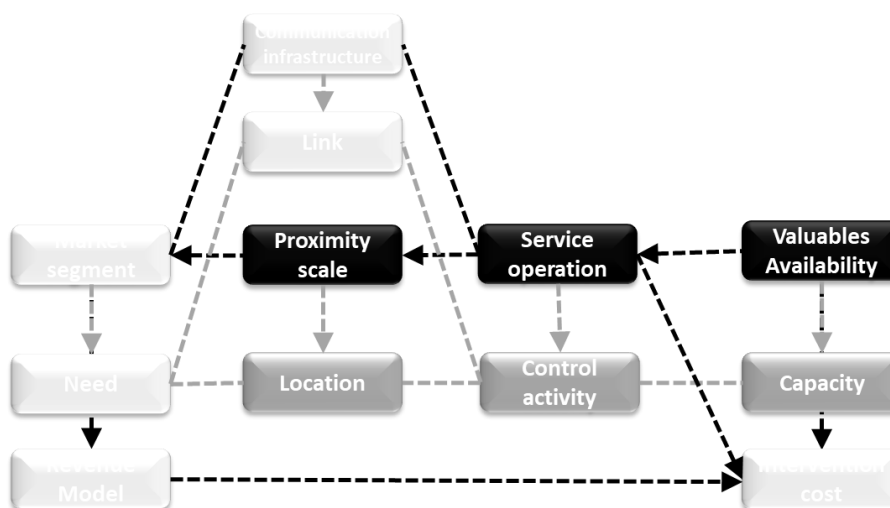 Communication
infrastructure
Link
Market
segment
Proximity
scale
Service
operation
Valuables
Availability
Need
Location
Control
activity
Capacity
Revenue
Model
Intervention
cost